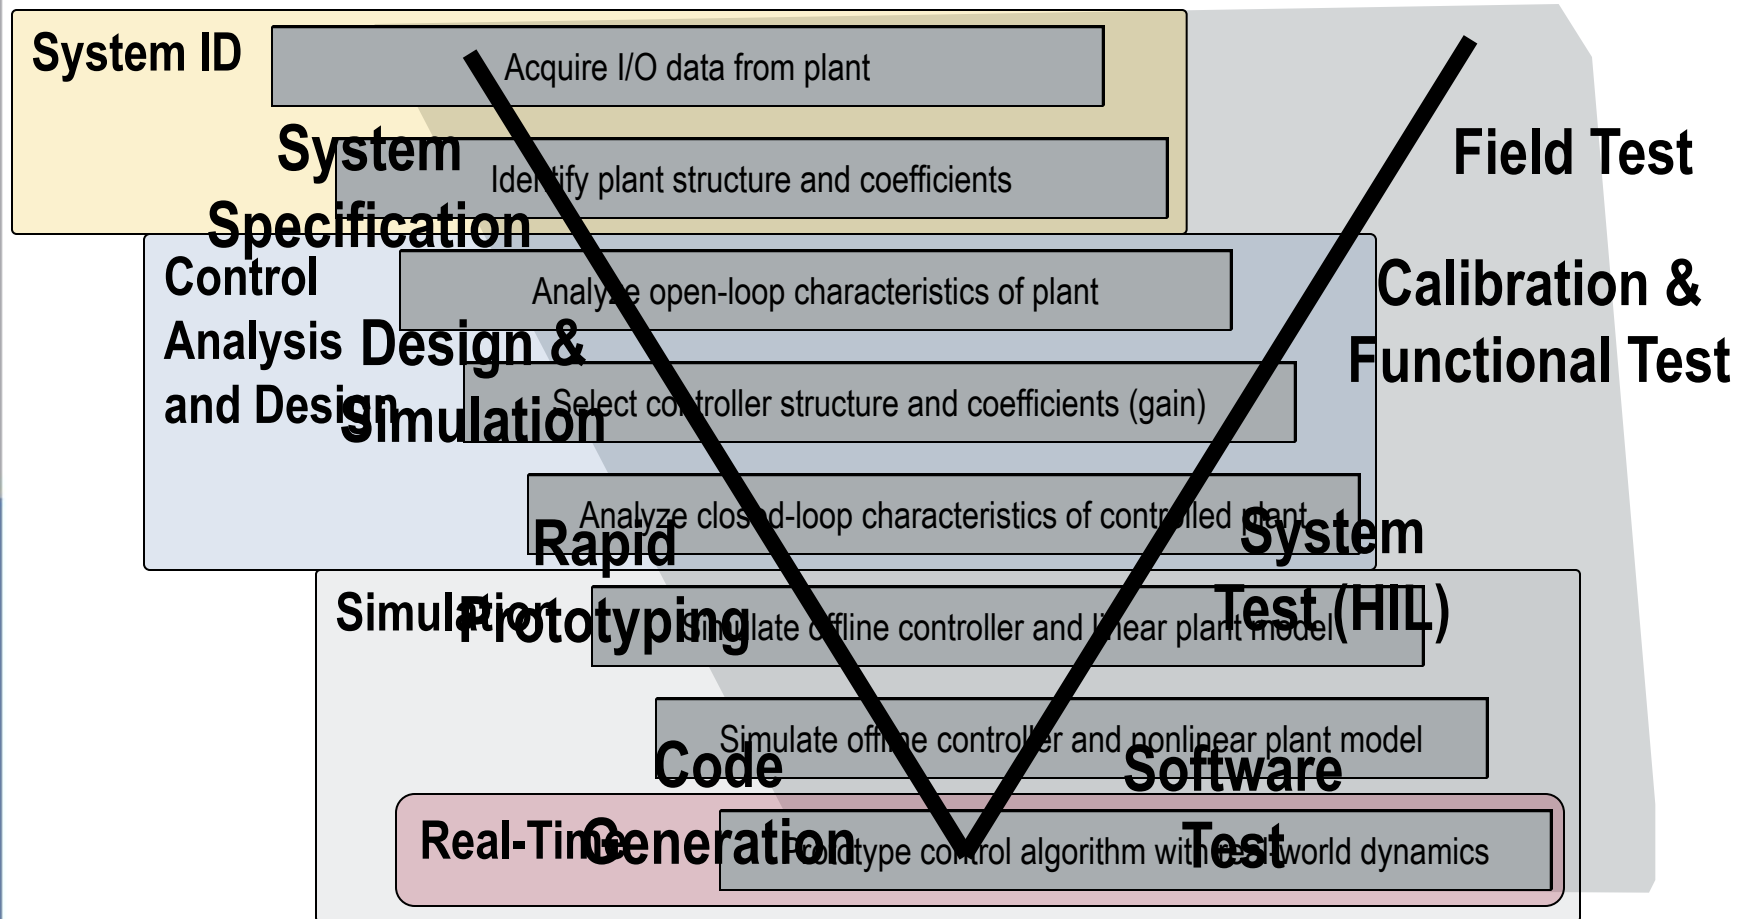 System ID
Acquire I/O data from plant
System
Specification
Identify plant structure and coefficients
Field Test
Control
Analysis
and Design
Analyze open-loop characteristics of plant
Calibration &
Functional Test
Design &
Simulation
Select controller structure and coefficients (gain)
Analyze closed-loop characteristics of controlled plant
Rapid
Prototyping
System
Test (HIL)
Simulation
Simulate offline controller and linear plant model
Simulate offline controller and nonlinear plant model
Code
Generation
Software
Test
Real-Time
Prototype control algorithm with real-world dynamics